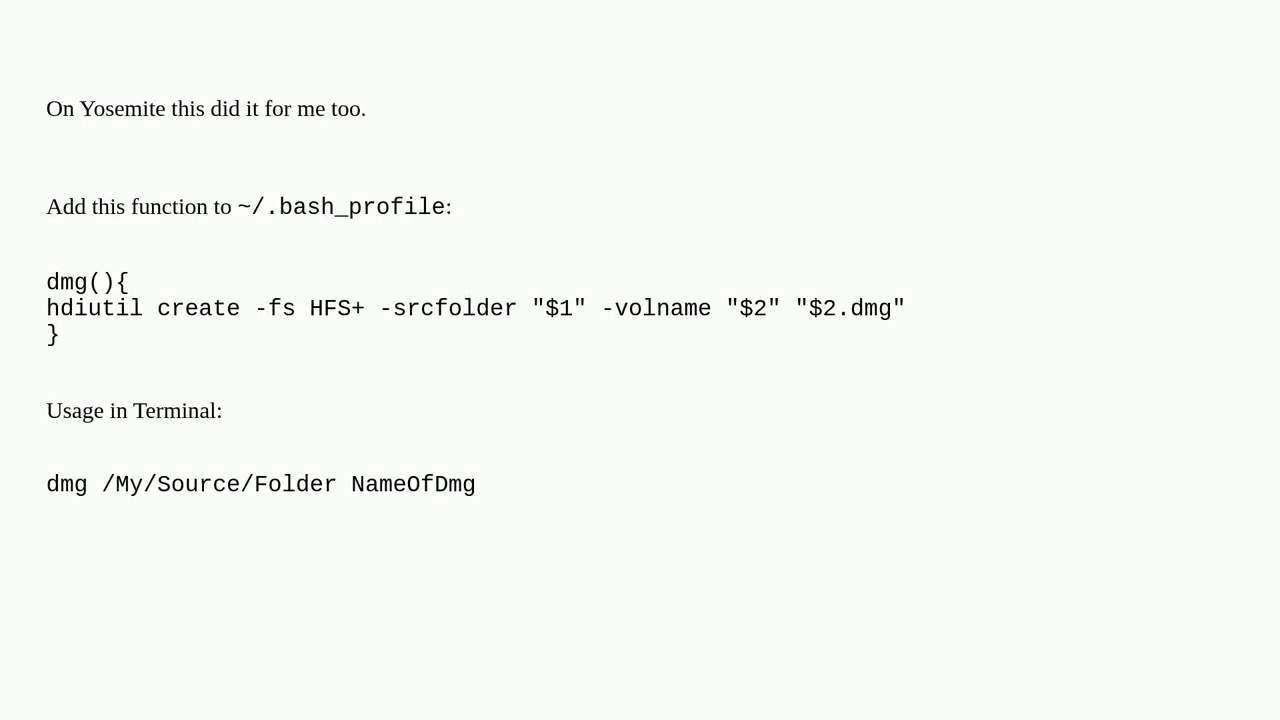 On Yosemite this did it for me too.
Add this function to ~/.bash_profile:
dmg(){
hdiutil create -fs HFS+ -srcfolder "$1" -volname "$2" "$2.dmg"
}
Usage in Terminal:
dmg /My/Source/Folder NameOfDmg